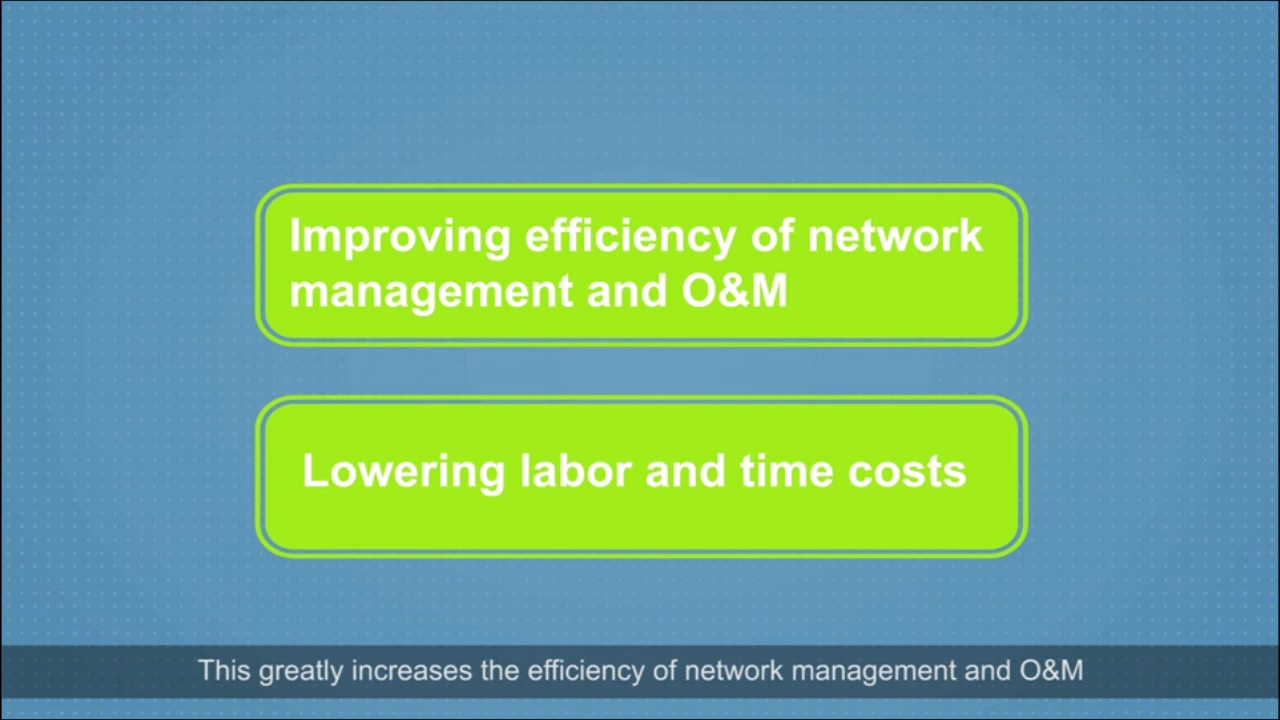 Improving efficiency of network
management and O&M
Lowering labor and time costs
This greatly increases the efficiency of network management and O&M